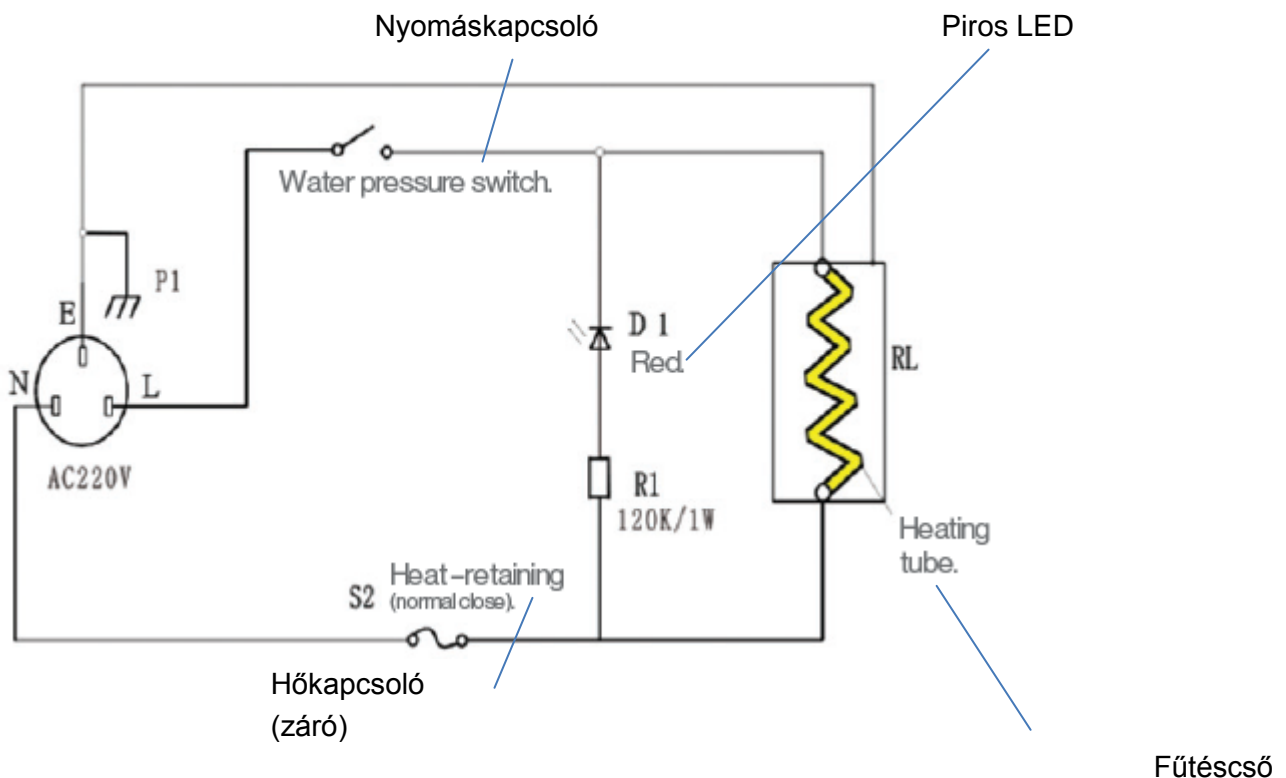 Nyomáskapcsoló
Piros LED
Water pressure switch.
P1
E
N
L
AC220V
D 1
Red.
RL
R1
120K/1W
Heating
tube.
Heat-retaining
S2 (normal close).
Hőkapcsoló
(záró)
Fűtéscső